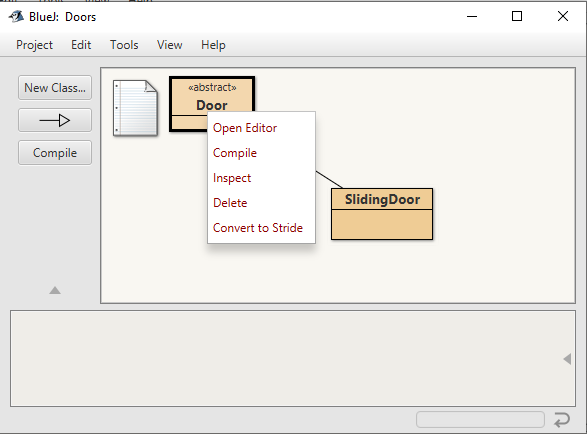 BlueJ: Doors
Project Edit Tools View Help
New Class...
Compile
«abstract»
Door
Open Editor
Compile
Inspect
Delete
Convert to Stride
SlidingDoor